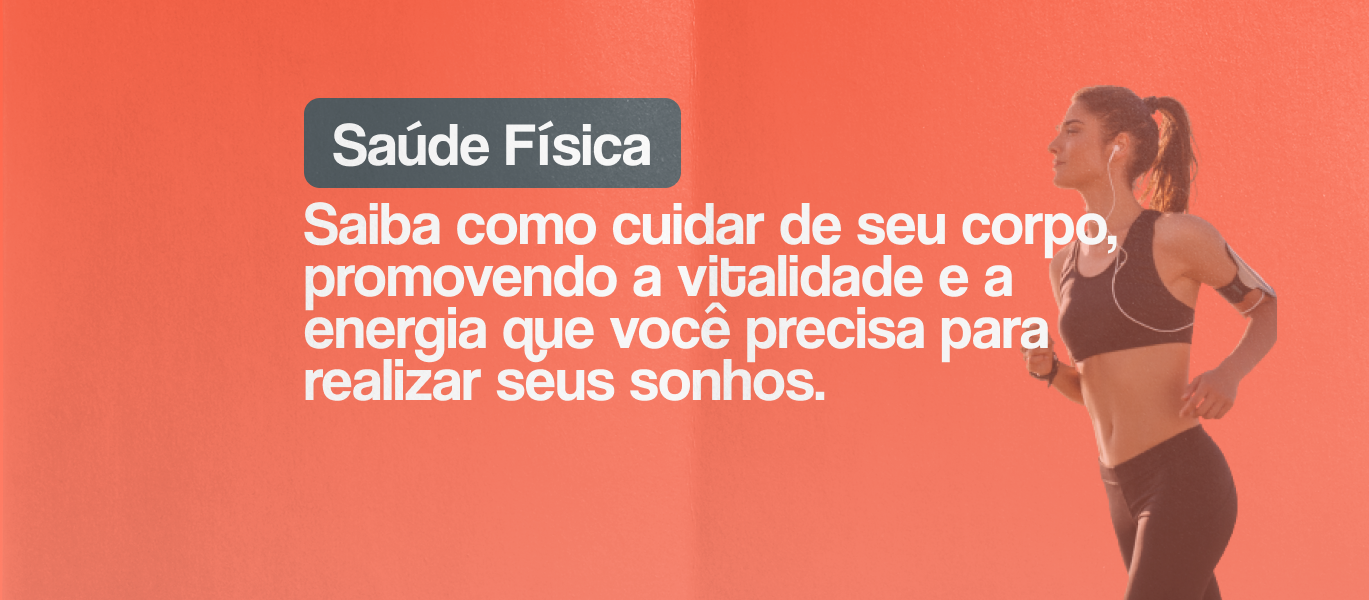 Saúde Física
Saiba como cuidar de seu corpo,
promovendo a vitalidade e a
energia que você precisa para
realizar seus sonhos.